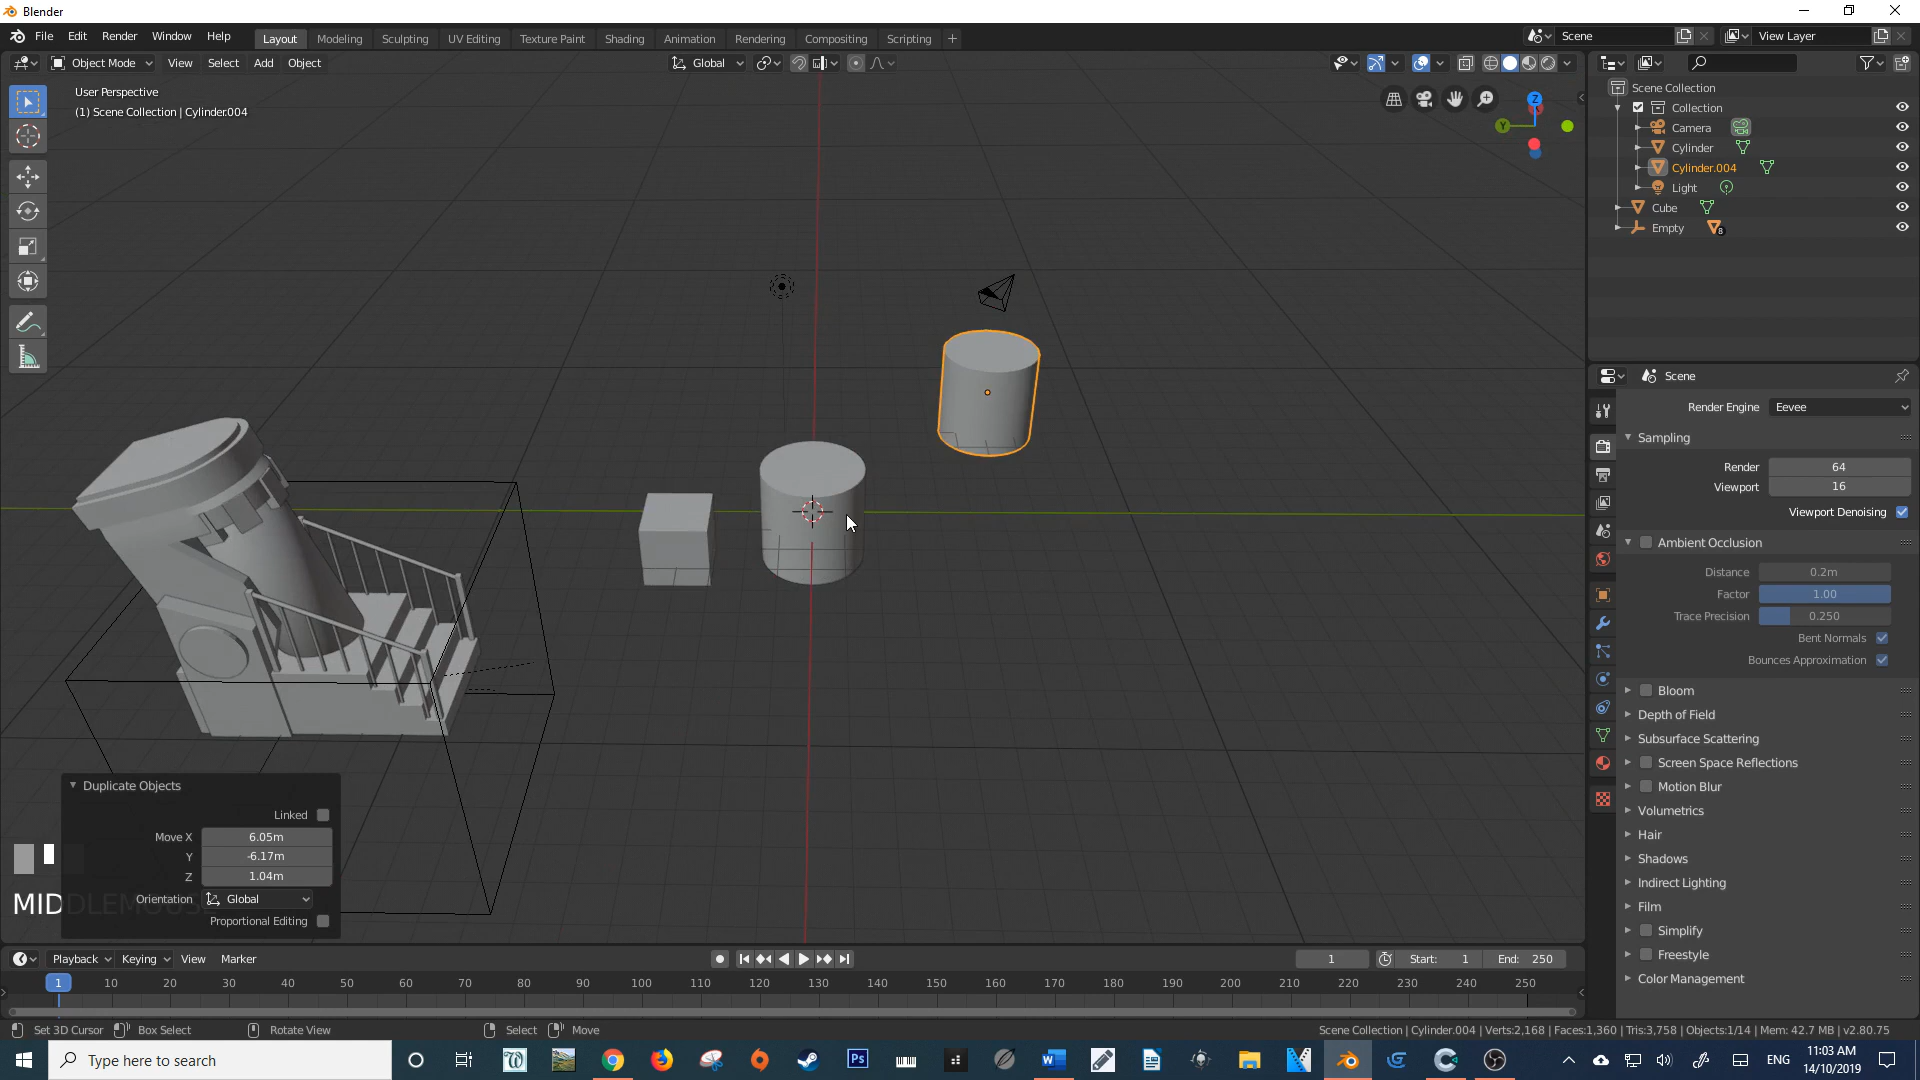 Blender
File Edit Render Window Help
Layout Modeling Sculpting UV Editing Texture Paint Shading Animation Rendering Compositing Scripting +
Scene
View Layer
Object Mode View Select Add Object
Global
User Perspective
(1) Scene Collection | Cylinder.004
Z
Y
Scene Collection
Collection
Camera
Cylinder
Cylinder.004
Light
Cube
Empty
8
Scene
Render Engine Eevee
Sampling
Render 64
Viewport 16
Viewport Denoising
Ambient Occlusion
Distance 0.2m
Factor 1.00
Trace Precision 0.250
Bent Normals
Bounces Approximation
Bloom
Depth of Field
Subsurface Scattering
Screen Space Reflections
Motion Blur
Volumetrics
Hair
Shadows
Indirect Lighting
Film
Simplify
Freestyle
Color Management
Duplicate Objects
Linked
Move X 6.05m
Y -6.17m
Z 1.04m
Orientation Global
Proportional Editing
MIDDLEMOUSE
Playback Keying View Marker
1 Start: 1 End: 250
1 10 20 30 40 50 60 70 80 90 100 110 120 130 140 150 160 170 180 190 200 210 220 230 240 250
Set 3D Cursor Box Select Rotate View Select Move
Scene Collection | Cylinder.004 | Verts:2,168 | Faces:1,360 | Tris:3,758 | Objects:1/14 | Mem: 42.7 MB | v2.80.75
Type here to search
Ps
ENG
11:03 AM
14/10/2019